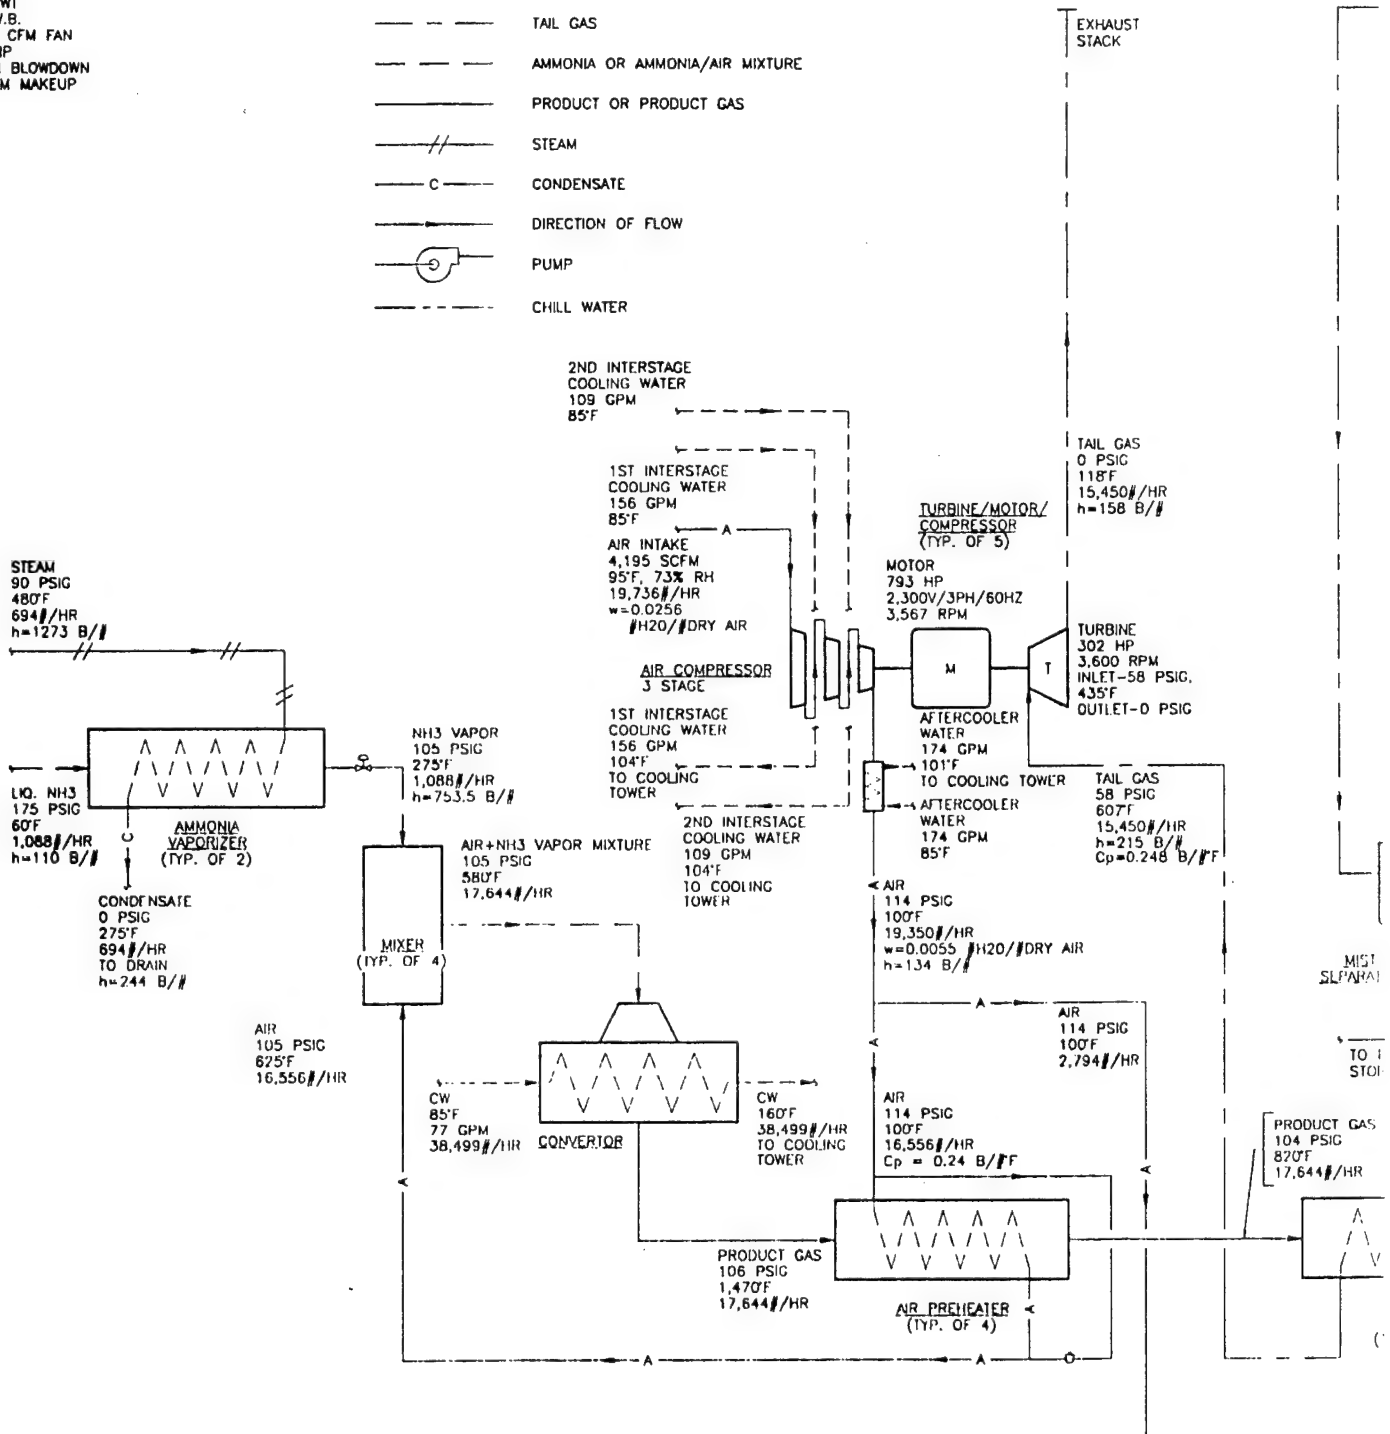 V.B.
CFM FAN
BLOWDOWN
M MAKEUP
TAIL GAS
AMMONIA OR AMMONIA/AIR MIXTURE
PRODUCT OR PRODUCT GAS
STEAM
C
CONDENSATE
DIRECTION OF FLOW
PUMP
CHILL WATER
EXHAUST
STACK
2ND INTERSTAGE
COOLING WATER
109 GPM
85°F
1ST INTERSTAGE
COOLING WATER
156 GPM
85°F
A
AIR INTAKE
4,195 SCFM
95°F, 73% RH
19,736#/HR
w=0.0256
#H20/#DRY AIR
TURBINE/MOTOR/
COMPRESSOR
(TYP. OF 5)
MOTOR
793 HP
2,300V/3PH/60HZ
3,567 RPM
TAIL GAS
0 PSIG
118°F
15,450#/HR
h=158 B/#
STEAM
90 PSIG
480°F
694#/HR
h=1273 B/#
AIR COMPRESSOR
3 STAGE
M
T
TURBINE
302 HP
3,600 RPM
INLET-58 PSIG,
435°F
OUTLET-0 PSIG
1ST INTERSTAGE
COOLING WATER
156 GPM
104°F
TO COOLING
TOWER
AFTERCOOLER
WATER
174 GPM
101°F
TO COOLING TOWER
AFTERCOOLER
WATER
174 GPM
85°F
TAIL GAS
58 PSIG
607°F
15,450#/HR
h=215 B/#
Cp=0.248 B/#°F
NH3 VAPOR
105 PSIG
275°F
1,088#/HR
h=753.5 B/#
LIQ. NH3
175 PSIG
60°F
1,088#/HR
h=110 B/#
AMMONIA
VAPORIZER
(TYP. OF 2)
C
CONDENSATE
0 PSIG
275°F
694#/HR
TO DRAIN
h=244 B/#
2ND INTERSTAGE
COOLING WATER
109 GPM
104°F
TO COOLING
TOWER
AIR+NH3 VAPOR MIXTURE
105 PSIG
580°F
17,644#/HR
MIXER
(TYP. OF 4)
A
AIR
114 PSIG
100°F
19,350#/HR
w=0.0055 #H20/#DRY AIR
h=134 B/#
MIST
A
AIR
114 PSIG
100°F
2,794#/HR
A
AIR
105 PSIG
625°F
16,556#/HR
CW
85°F
77 GPM
38,499#/HR
CONVERTOR
CW
160°F
38,499#/HR
TO COOLING
TOWER
AIR
114 PSIG
100°F
16,556#/HR
Cp = 0.24 B/#°F
TO
PRODUCT GAS
104 PSIG
820°F
17,644#/HR
A
A
PRODUCT GAS
106 PSIG
1,470°F
17,644#/HR
AIR PREHEATER
(TYP. OF 4)
A
A
A